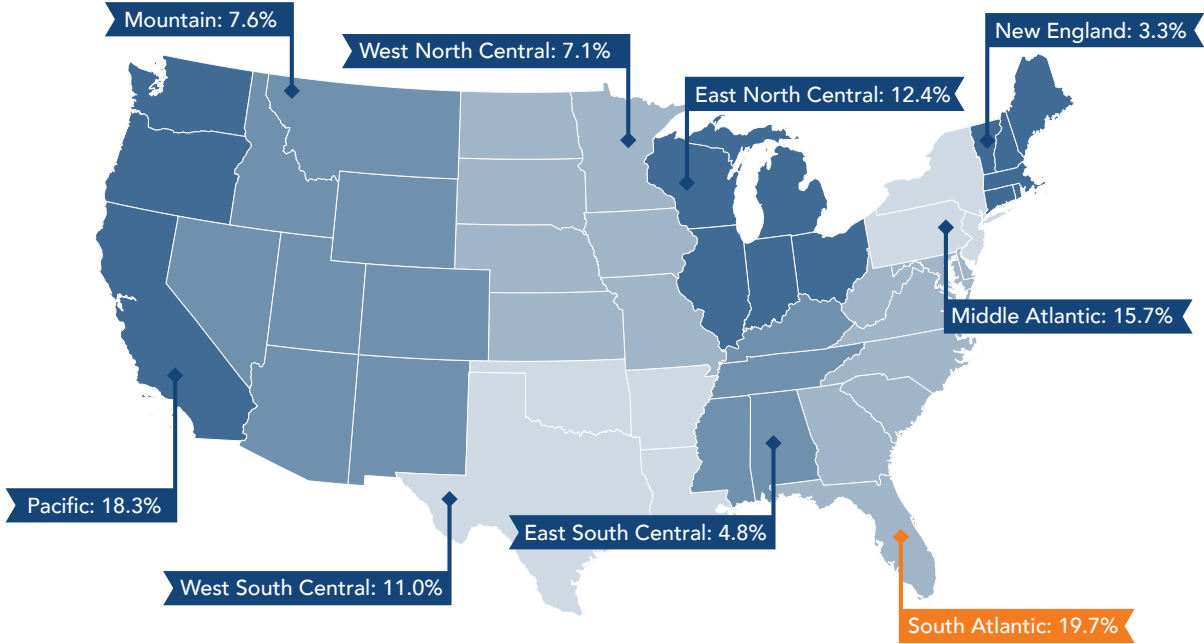 Mountain: 7.6%
New England: 3.3%
West North Central: 7.1%
East North Central: 12.4%
Middle Atlantic: 15.7%
Pacific: 18.3%
East South Central: 4.8%
West South Central: 11.0%
South Atlantic: 19.7%